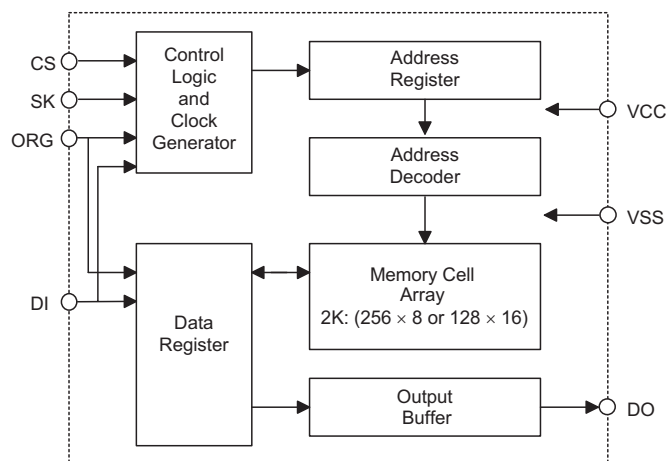 CS
SK
ORG
DI
Control
Logic
and
Clock
Generator
Address
Register
Address
Decoder
VCC
VSS
Data
Register
Memory Cell
Array
2K: (256 × 8 or 128 × 16)
Output
Buffer
DO